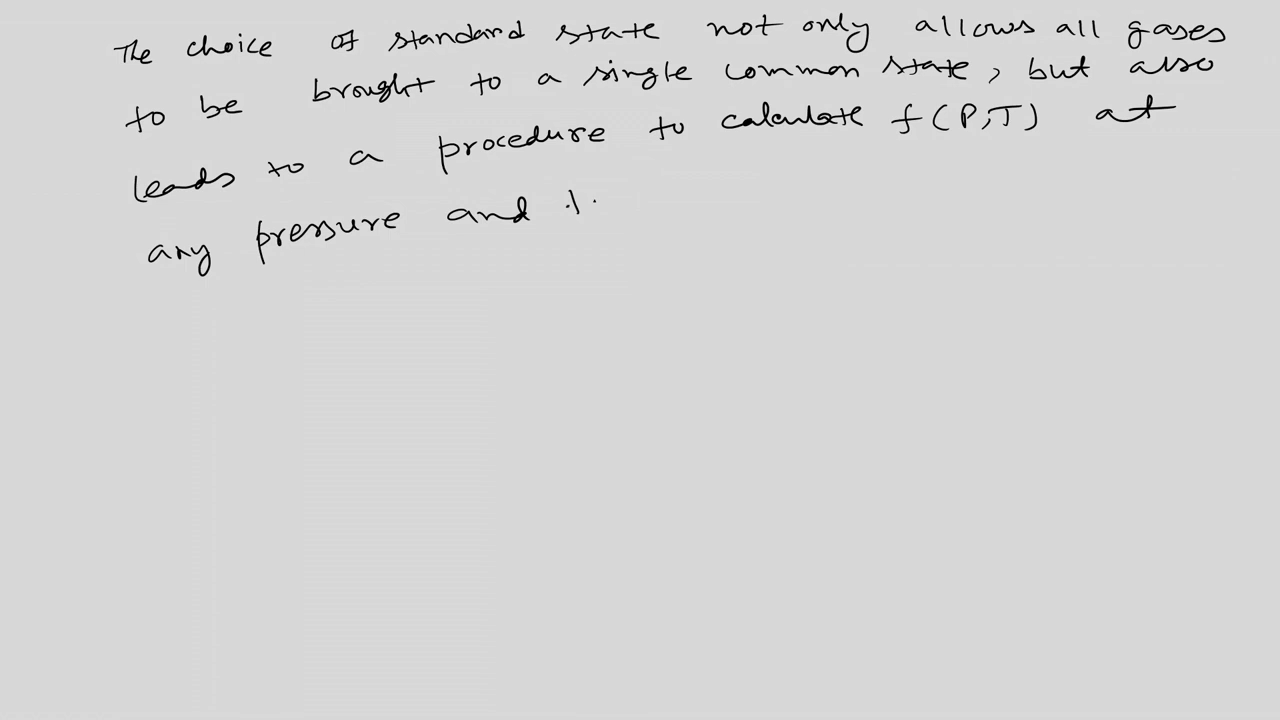 The choice of standard state not only allows all gases
to be brought to a single common state, but also
leads to a procedure to calculate f(P,T) at
any pressure and